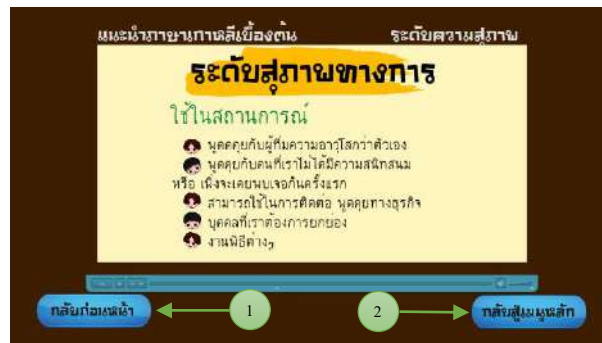 แนะนำภาษาเกาหลีเบื้องต้น ระดับความสุภาพ
ระดับสุภาพทางการ
ใช้ในสถานการณ์
พูดคุยกับผู้ที่มีความอาวุโสกว่าตัวเอง
พูดคุยกับคนที่เราไม่ได้มีความสนิทสนม
หรือ เพิ่งจะเคยพบเจอกันครั้งแรก
สามารถใช้ในการติดต่อ พูดคุยทางธุรกิจ
บุคคลที่เราต้องการยกย่อง
งานพิธีต่างๆ
กลับก่อนหน้า 1 2 กลับสู่เมนูหลัก